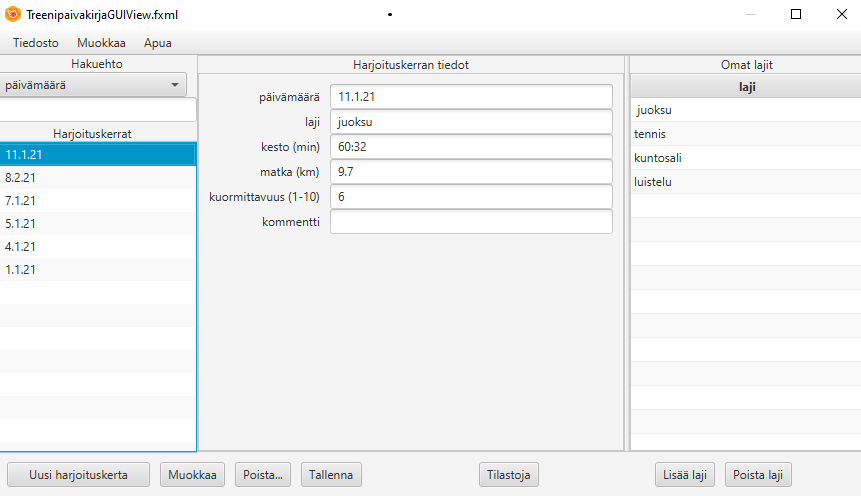 TreenipaivakirjaGUIView.fxml
Tiedosto Muokkaa Apua
Hakuehto
päivämäärä
Harjoituskerrat
11.1.21
8.2.21
7.1.21
5.1.21
4.1.21
1.1.21
Harjoituskerran tiedot
päivämäärä 11.1.21
laji juoksu
kesto (min) 60:32
matka (km) 9.7
kuormittavuus (1-10) 6
kommentti
Omat lajit
laji
juoksu
tennis
kuntosali
luistelu
Uusi harjoituskerta Muokkaa Poista... Tallenna Tilastoja Lisää laji Poista laji